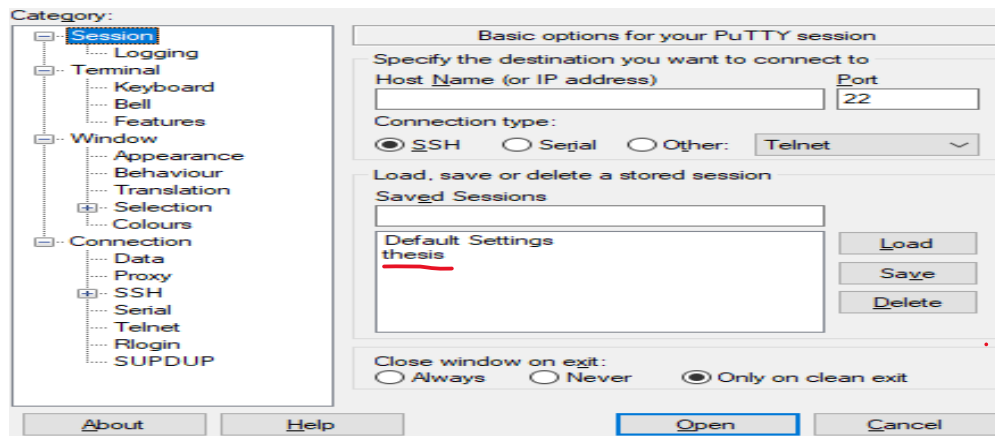 Category:
Session
Logging
Terminal
Keyboard
Bell
Features
Window
Appearance
Behaviour
Translation
Selection
Colours
Connection
Data
Proxy
SSH
Serial
Telnet
Rlogin
SUPDUP
Basic options for your PuTTY session
Specify the destination you want to connect to
Host Name (or IP address) Port
22
Connection type:
SSH Serial Other: Telnet
Load, save or delete a stored session
Saved Sessions
Default Settings
thesis
Load
Save
Delete
Close window on exit:
Always Never Only on clean exit
About Help Open Cancel